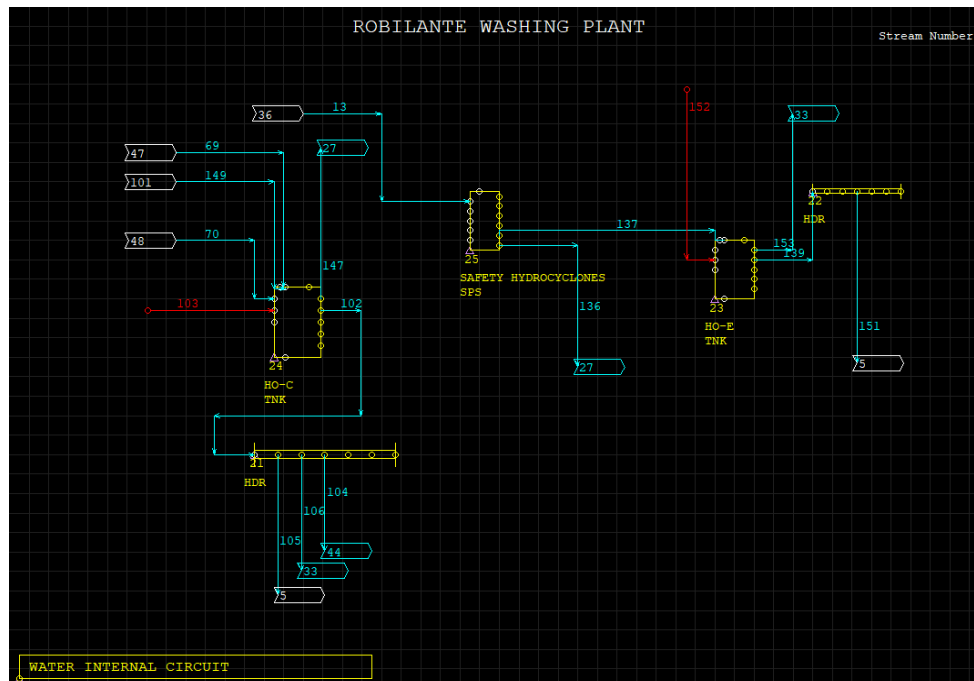 ROBILANTE WASHING PLANT
Stream Number
36
13
152
33
47
69
27
101
149
22
HDR
48
70
137
153
139
25
147
SAFETY HYDROCYCLONES
SPS
103
102
136
23
HO-E
TNK
151
24
27
5
HO-C
TNK
21
HDR
104
106
105
44
33
5
WATER INTERNAL CIRCUIT